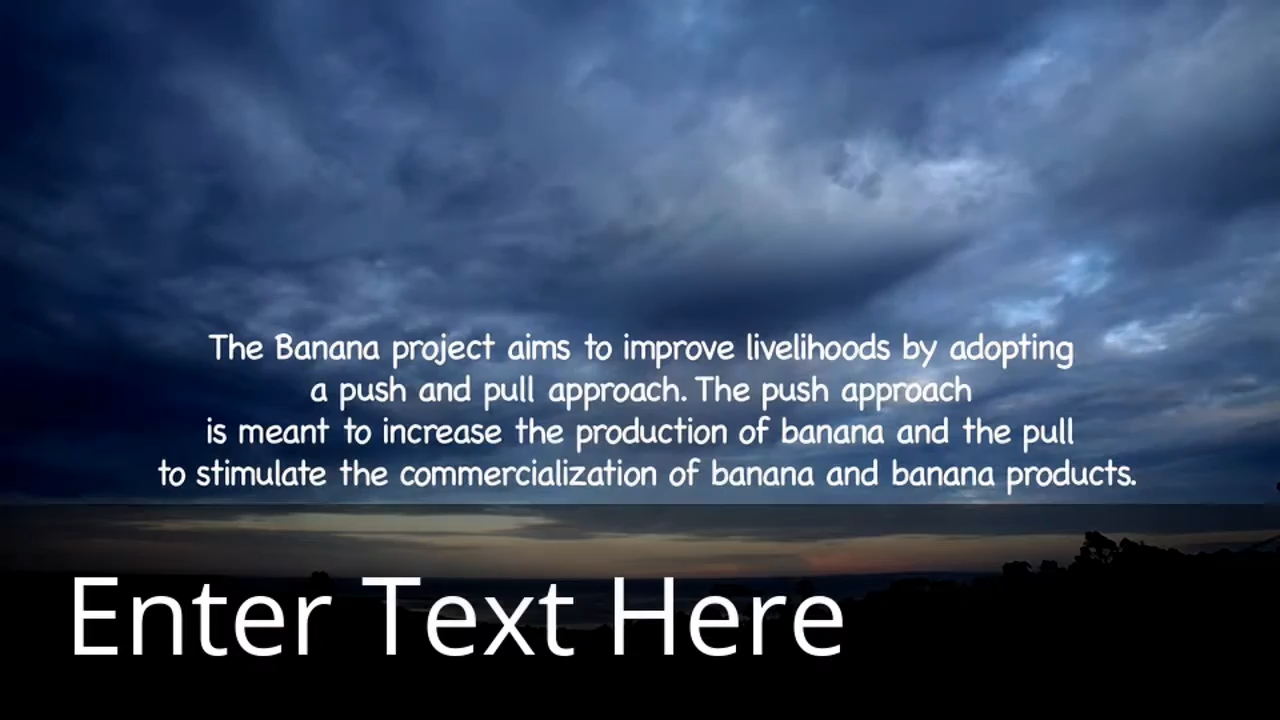 The Banana project aims to improve livelihoods by adopting
a push and pull approach. The push approach
is meant to increase the production of banana and the pull
to stimulate the commercialization of banana and banana products.
Enter Text Here